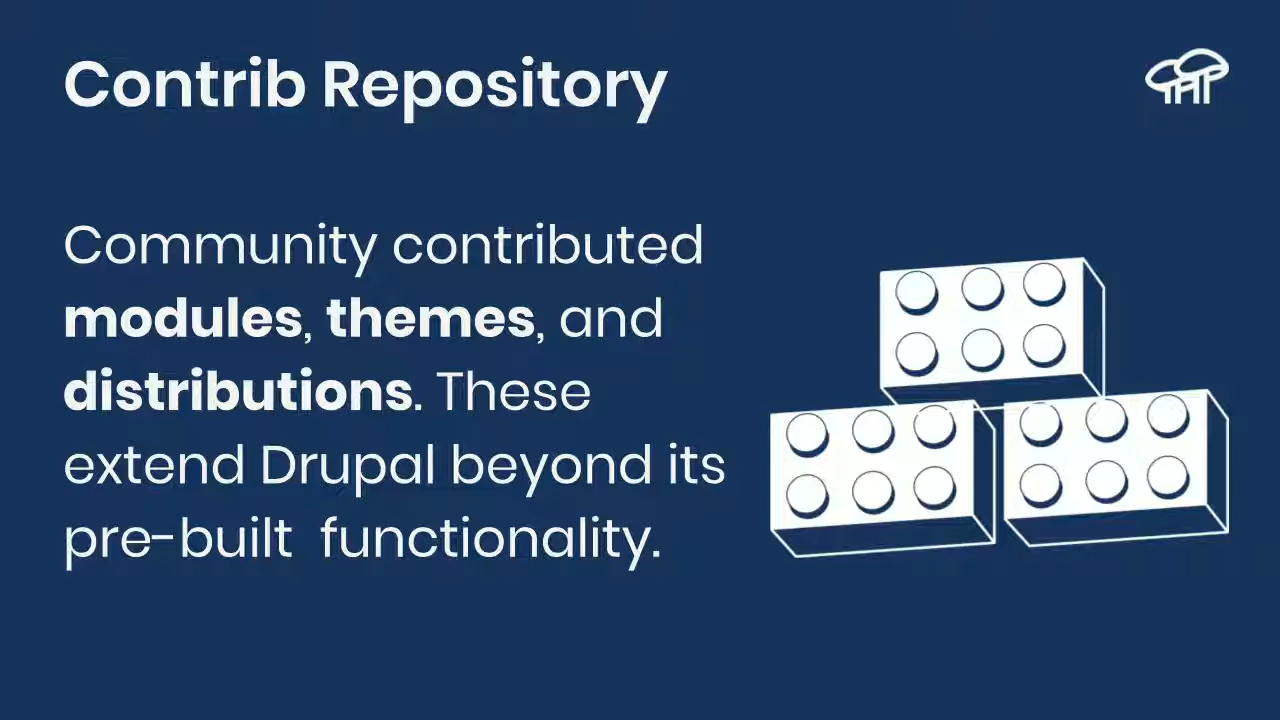 Contrib Repository
Community contributed
modules, themes, and
distributions. These
extend Drupal beyond its
pre-built functionality.